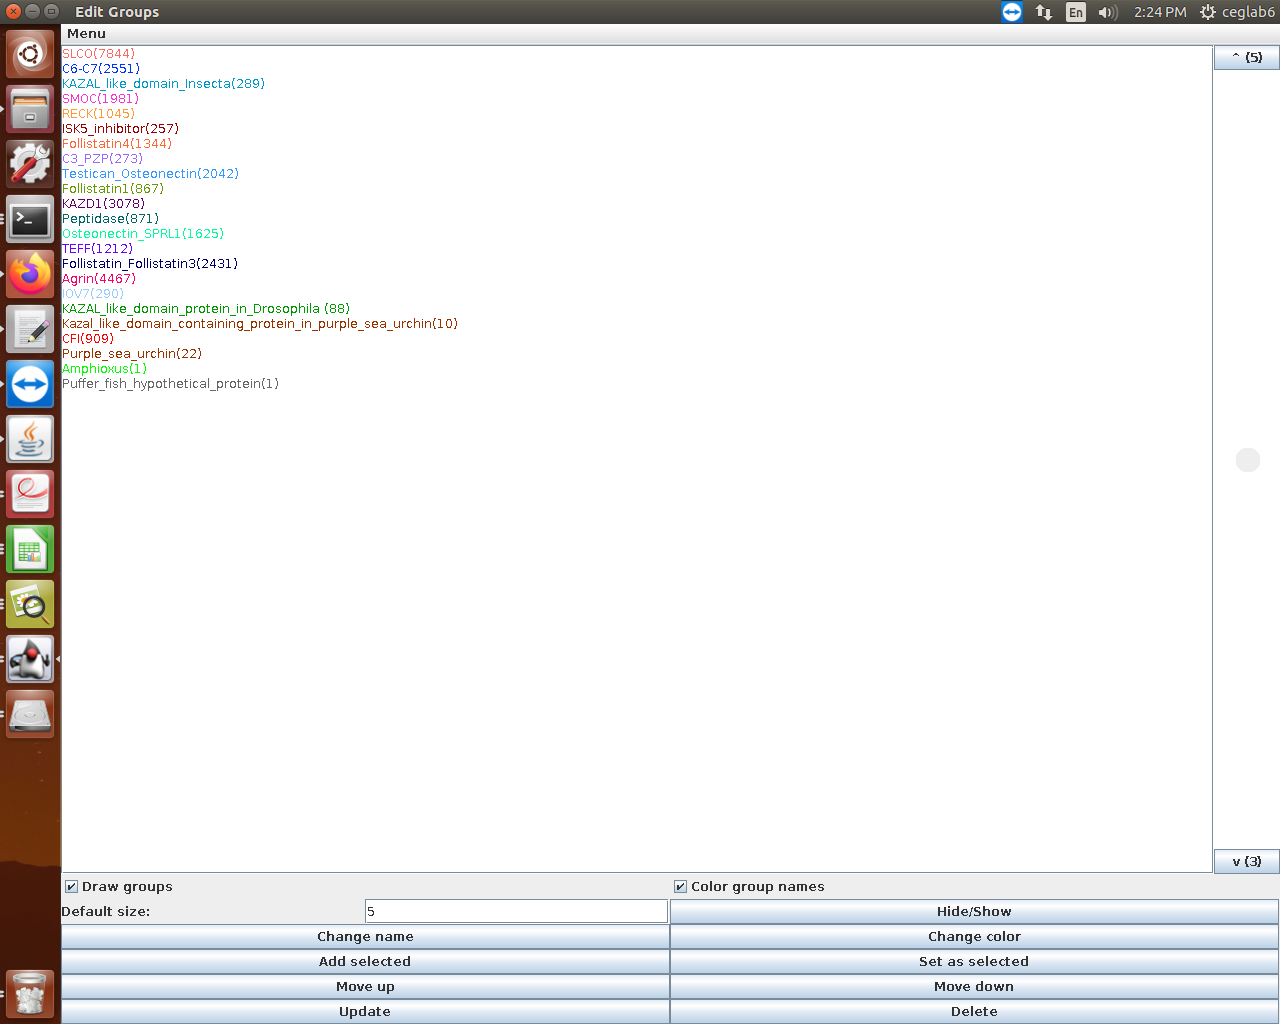 Edit Groups
En
2:24 PM
ceglab6
Menu
SLCO(7844)
C6-C7(2551)
KAZAL_like_domain_Insecta(289)
SMOC(1981)
RECK(1045)
ISK5_inhibitor(257)
Follistatin4(1344)
C3_PZP(273)
Testican_Osteonectin(2042)
Follistatin1(867)
KAZD1(3078)
Peptidase(871)
Osteonectin_SPRL1(1625)
TEFF(1212)
Follistatin_Follistatin3(2431)
Agrin(4467)
IOV7(290)
KAZAL_like_domain_protein_in_Drosophila (88)
Kazal_like_domain_containing_protein_in_purple_sea_urchin(10)
CFI(909)
Purple_sea_urchin(22)
Amphioxus(1)
Puffer_fish_hypothetical_protein(1)
^ (5)
v (3)
Draw groups
Color group names
Default size:
5
Hide/Show
Change name
Change color
Add selected
Set as selected
Move up
Move down
Update
Delete